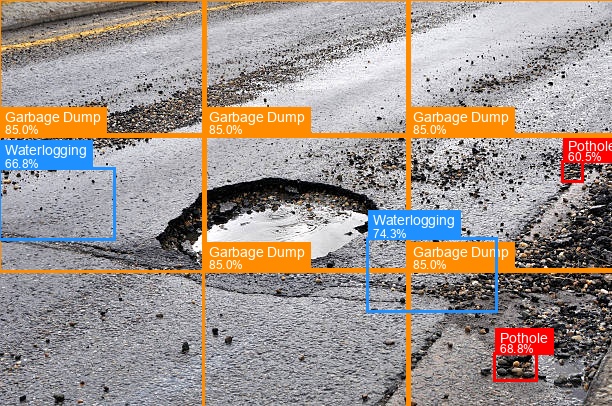 Garbage Dump
85.0%
Garbage Dump
85.0%
Garbage Dump
85.0%
Waterlogging
66.8%
Pothole
60.5%
Waterlogging
74.3%
Garbage Dump
85.0%
Garbage Dump
85.0%
Pothole
68.8%